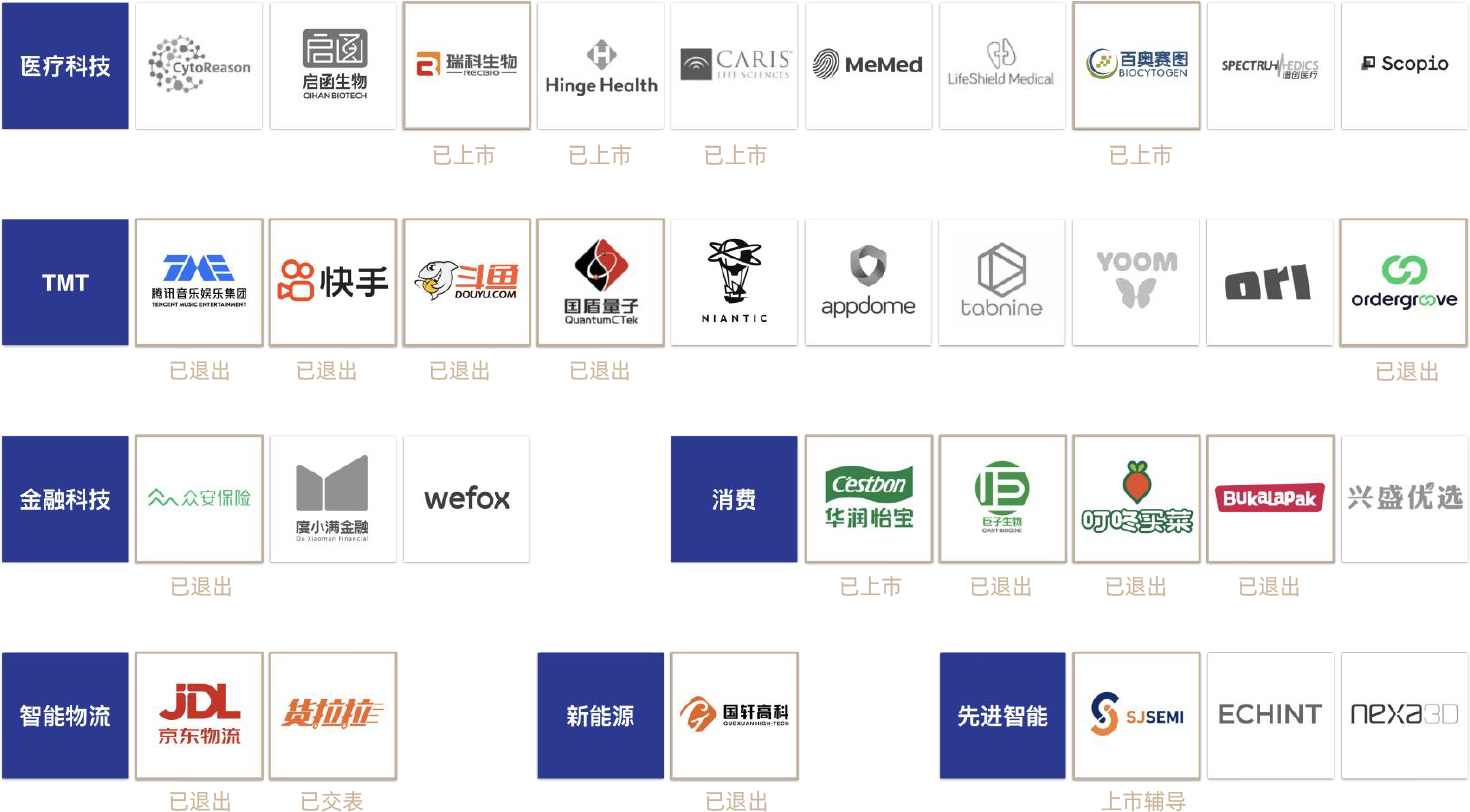 医疗科技
CytoReason
启函
启函生物
QIHAN BIOTECH
瑞科生物
RECBIO
Hinge Health
CARIS
LIFE SCIENCES
MeMed
LifeShield Medical
百奥赛图
BIOCYTOGEN
SPECTRUMEDICS
谱创医疗
Scopio
已上市
已上市
已上市
已上市
TMT
TME
腾讯音乐娱乐集团
TENCENT MUSIC ENTERTAINMENT
快手
斗鱼
DOUYU.COM
国盾量子
QuantumCTek
NIANTIC
appdome
tabnine
YOOM
ori
ordergroove
已退出
已退出
已退出
已退出
已退出
金融科技
众安保险
度小满金融
Du Xiaoman Financial
wefox
消费
C'estbon
华润怡宝
巨子生物
GIANT BIOGENE
叮咚买菜
BUKALAPAK
兴盛优选
已退出
已上市
已退出
已退出
已退出
智能物流
JDL
京东物流
货拉拉
新能源
国轩高科
GUOXUANHIGH-TECH
先进智能
SJSEMI
ECHINT
nexa3D
已退出
已交表
已退出
上市辅导